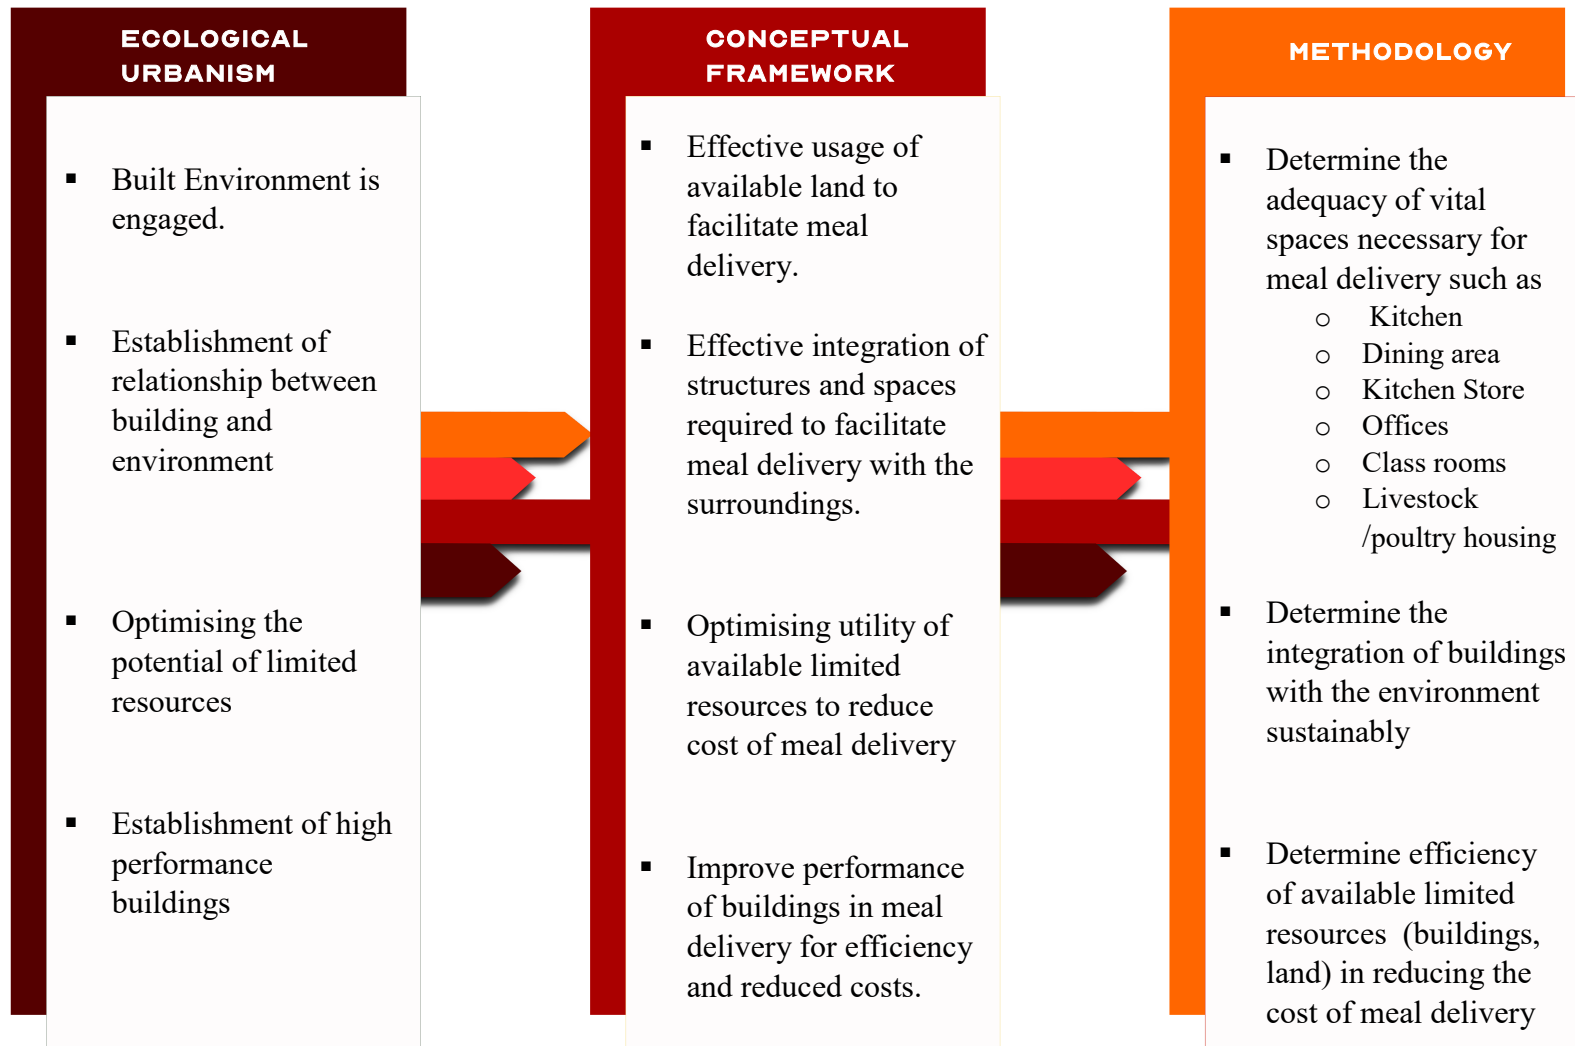 ECOLOGICAL
URBANISM
▪ Built Environment is
engaged.
▪ Establishment of
relationship between
building and
environment
▪ Optimising the
potential of limited
resources
▪ Establishment of high
performance
buildings
CONCEPTUAL
FRAMEWORK
▪ Effective usage of
available land to
facilitate meal
delivery.
▪ Effective integration of
structures and spaces
required to facilitate
meal delivery with the
surroundings.
▪ Optimising utility of
available limited
resources to reduce
cost of meal delivery
▪ Improve performance
of buildings in meal
delivery for efficiency
and reduced costs.
METHODOLOGY
▪ Determine the
adequacy of vital
spaces necessary for
meal delivery such as
o Kitchen
o Dining area
o Kitchen Store
o Offices
o Class rooms
o Livestock
/poultry housing
▪ Determine the
integration of buildings
with the environment
sustainably
▪ Determine efficiency
of available limited
resources (buildings,
land) in reducing the
cost of meal delivery